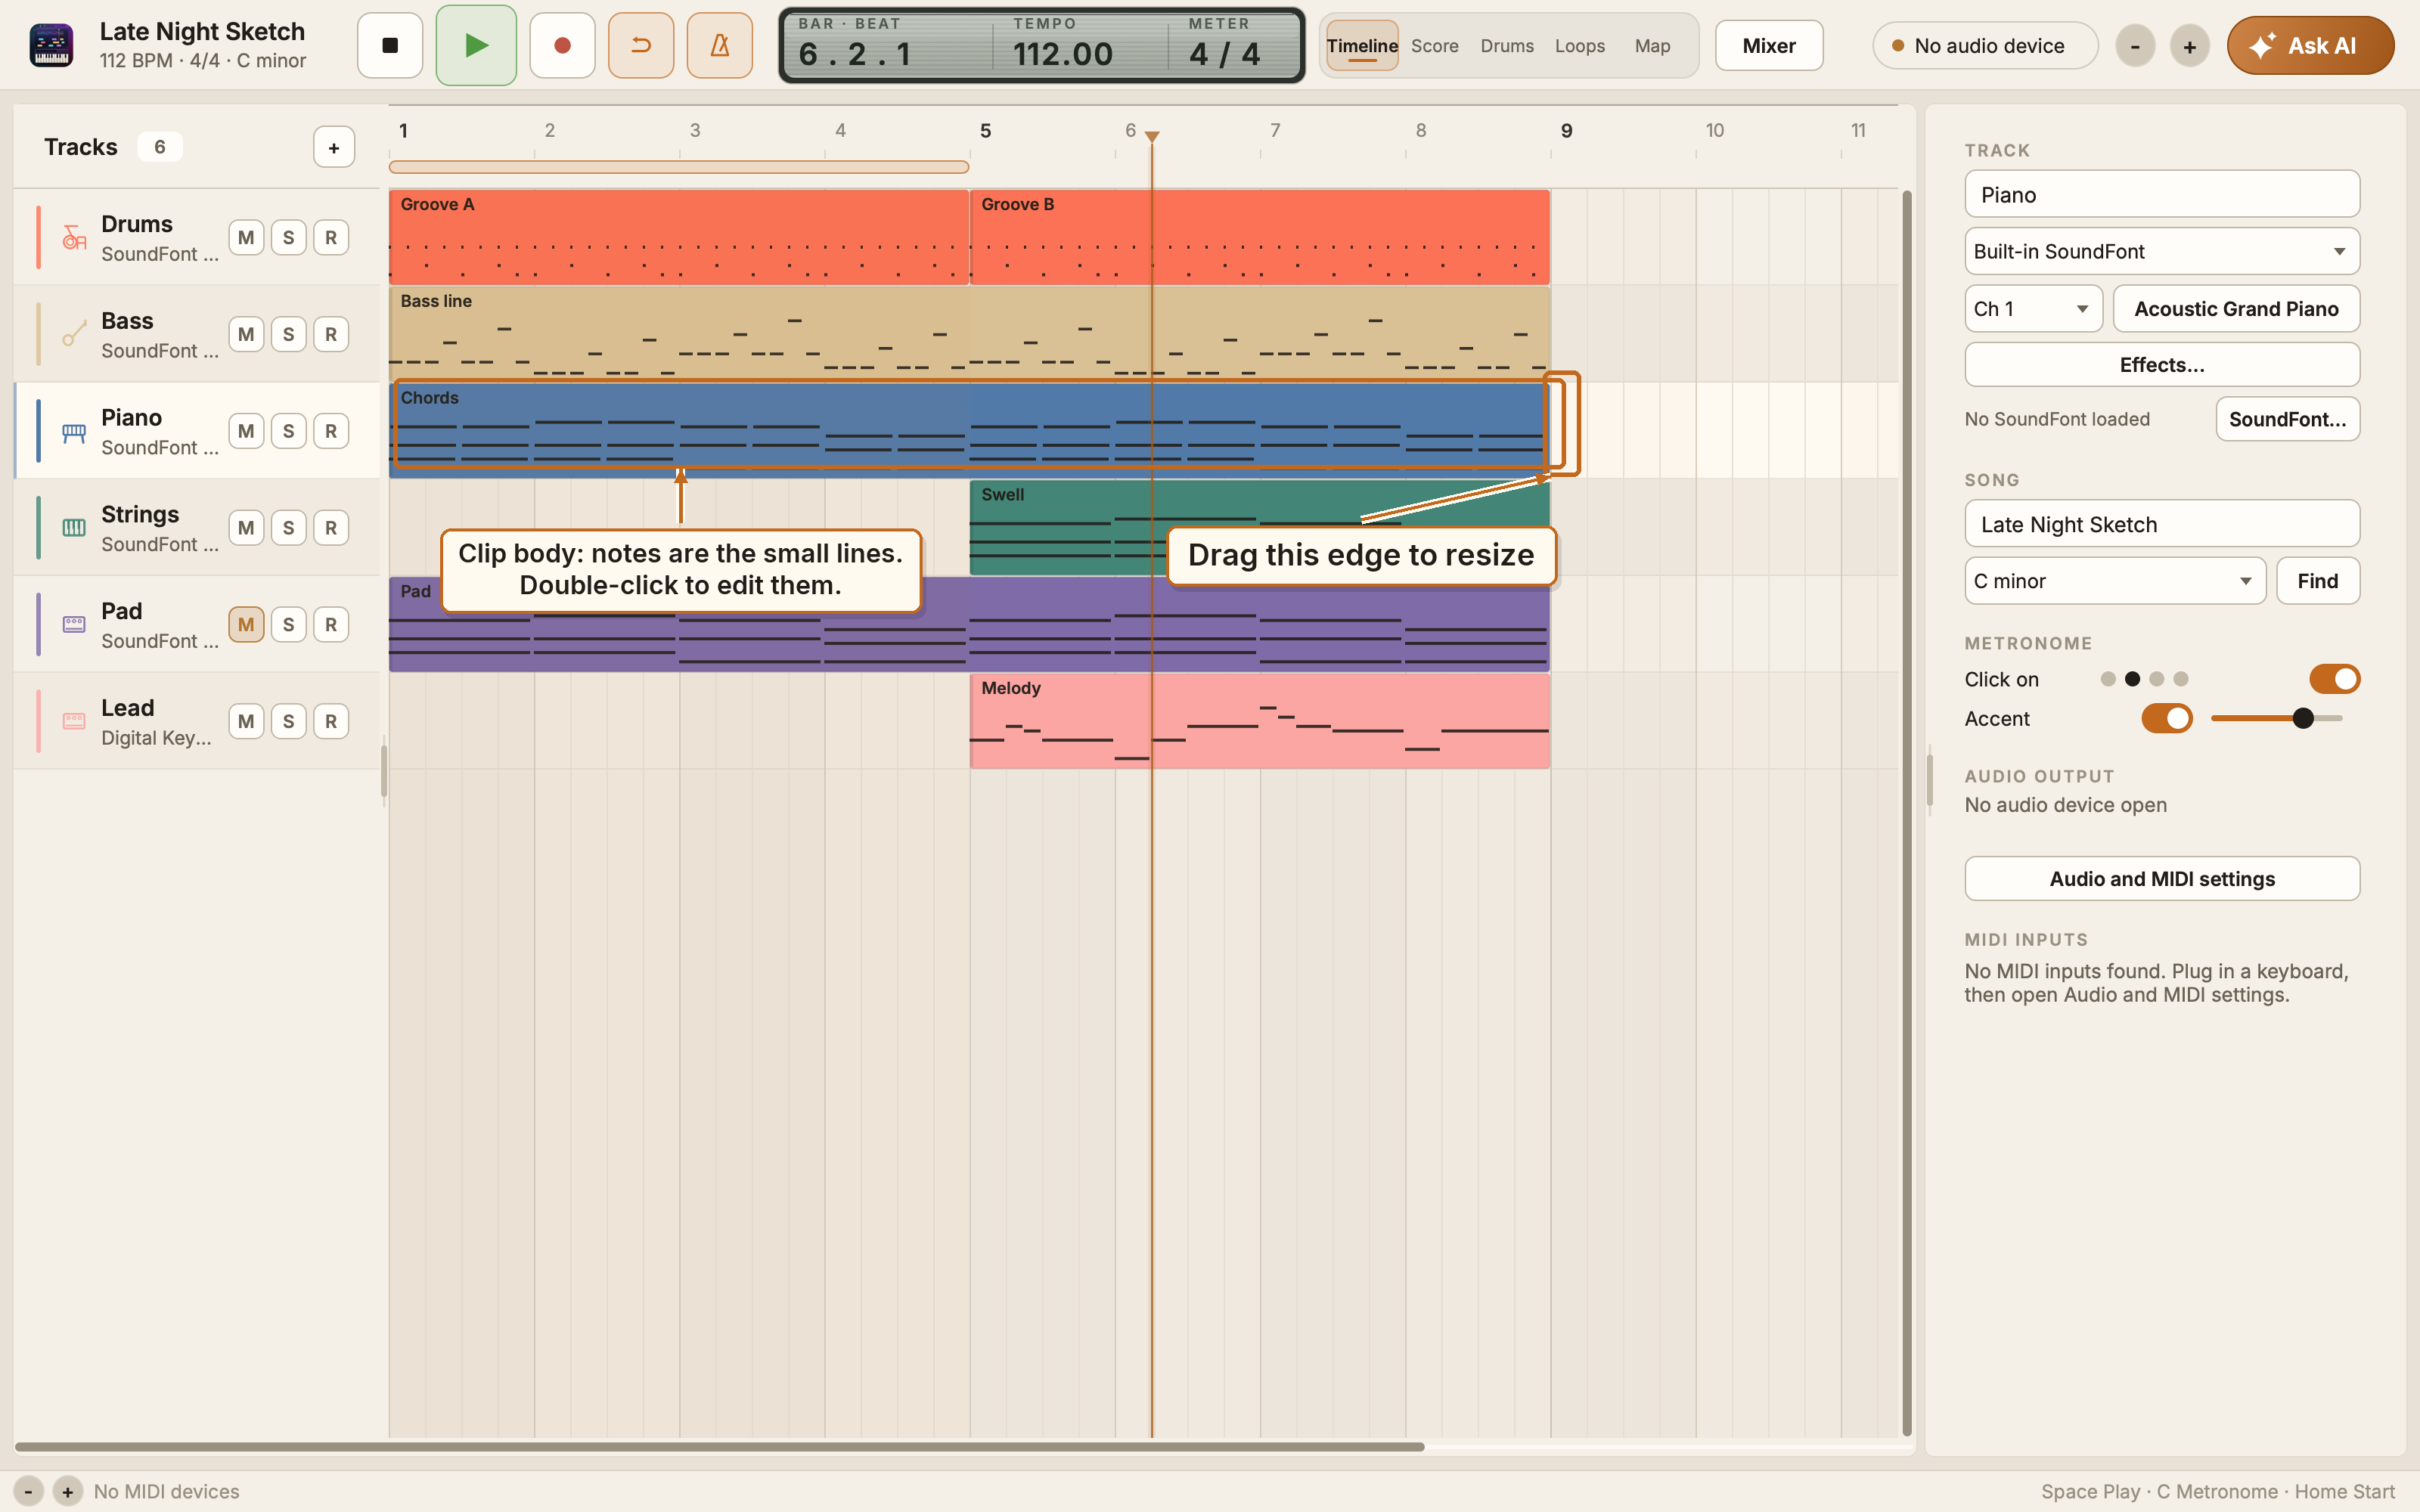 Late Night Sketch
112 BPM · 4/4 · C minor
BAR · BEAT
6 . 2 . 1
TEMPO
112.00
METER
4 / 4
Timeline
Score
Drums
Loops
Map
Mixer
No audio device
-
+
Ask AI
Tracks
6
+
1
2
3
4
5
6
7
8
9
10
11
Drums
SoundFont ...
M
S
R
Groove A
Groove B
Bass
SoundFont ...
M
S
R
Bass line
Piano
SoundFont ...
M
S
R
Chords
Strings
SoundFont ...
M
S
R
Swell
Clip body: notes are the small lines.
Double-click to edit them.
Drag this edge to resize
Pad
SoundFont ...
M
S
R
Pad
Lead
Digital Key...
M
S
R
Melody
TRACK
Piano
Built-in SoundFont
Ch 1
Acoustic Grand Piano
Effects...
No SoundFont loaded
SoundFont...
SONG
Late Night Sketch
C minor
Find
METRONOME
Click on
Accent
AUDIO OUTPUT
No audio device open
Audio and MIDI settings
MIDI INPUTS
No MIDI inputs found. Plug in a keyboard,
then open Audio and MIDI settings.
-
+
No MIDI devices
Space Play · C Metronome · Home Start